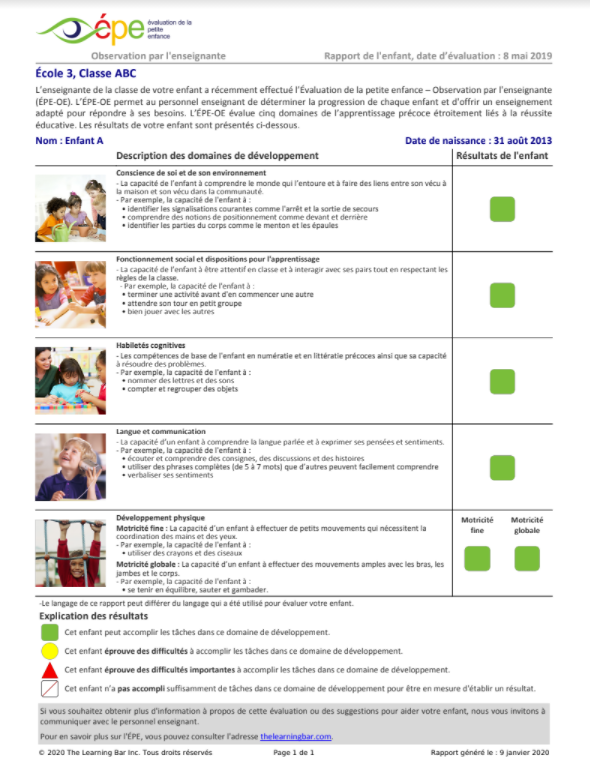 épe évaluation de la
petite
enfance
Observation par l'enseignante
Rapport de l'enfant, date d'évaluation : 8 mai 2019
École 3, Classe ABC
L'enseignante de la classe de votre enfant a récemment effectué l'Évaluation de la petite enfance – Observation par l'enseignante
(ÉPE-OE). L'ÉPE-OE permet au personnel enseignant de déterminer la progression de chaque enfant et d'offrir un enseignement
adapté pour répondre à ses besoins. L'ÉPE-OE évalue cinq domaines de l'apprentissage précoce étroitement liés à la réussite
éducative. Les résultats de votre enfant sont présentés ci-dessous.
Nom : Enfant A
Date de naissance : 31 août 2013
Description des domaines de développement
Résultats de l'enfant
Conscience de soi et de son environnement
- La capacité de l'enfant à comprendre le monde qui l'entoure et à faire des liens entre son vécu à
la maison et son vécu dans la communauté.
- Par exemple, la capacité de l'enfant à :
• identifier les signalisations courantes comme l'arrêt et la sortie de secours
• comprendre des notions de positionnement comme devant et derrière
• identifier les parties du corps comme le menton et les épaules
Fonctionnement social et dispositions pour l'apprentissage
- La capacité de l'enfant à être attentif en classe et à interagir avec ses pairs tout en respectant les
règles de la classe.
- Par exemple, la capacité de l'enfant à :
• terminer une activité avant d'en commencer une autre
• attendre son tour en petit groupe
• bien jouer avec les autres
Habiletés cognitives
- Les compétences de base de l'enfant en numératie et en littératie précoces ainsi que sa capacité
à résoudre des problèmes.
- Par exemple, la capacité de l'enfant à :
• nommer des lettres et des sons
• compter et regrouper des objets
Langue et communication
- La capacité d'un enfant à comprendre la langue parlée et à exprimer ses pensées et sentiments.
- Par exemple, la capacité de l'enfant à :
• écouter et comprendre des consignes, des discussions et des histoires
• utiliser des phrases complètes (de 5 à 7 mots) que d'autres peuvent facilement comprendre
• verbaliser ses sentiments
Développement physique
Motricité fine : La capacité d'un enfant à effectuer de petits mouvements qui nécessitent la
coordination des mains et des yeux.
- Par exemple, la capacité de l'enfant à :
• utiliser des crayons et des ciseaux
Motricité globale : La capacité d'un enfant à effectuer des mouvements amples avec les bras, les
jambes et le corps.
- Par exemple, la capacité de l'enfant à :
• se tenir en équilibre, sauter et gambader.
Motricité
fine
Motricité
globale
-Le langage de ce rapport peut différer du langage qui a été utilisé pour évaluer votre enfant.
Explication des résultats
Cet enfant peut accomplir les tâches dans ce domaine de développement.
Cet enfant éprouve des difficultés à accomplir les tâches dans ce domaine de développement.
Cet enfant éprouve des difficultés importantes à accomplir les tâches dans ce domaine de développement.
Cet enfant n'a pas accompli suffisamment de tâches dans ce domaine de développement pour être en mesure d'établir un résultat.
Si vous souhaitez obtenir plus d'information à propos de cette évaluation ou des suggestions pour aider votre enfant, nous vous invitons à
communiquer avec le personnel enseignant.
Pour en savoir plus sur l'ÉPE, vous pouvez consulter l'adresse thelearningbar.com.
© 2020 The Learning Bar Inc. Tous droits réservés
Page 1 de 1
Rapport généré le : 9 janvier 2020